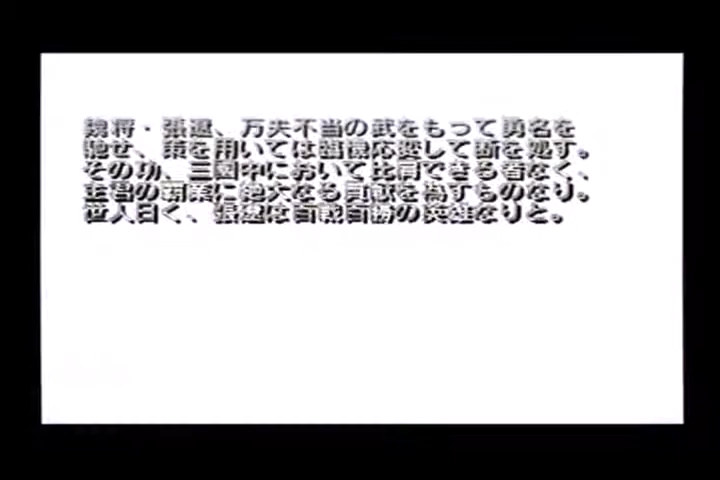 魏将・張遼、万夫不当の武をもって勇名を
馳せ、策を用いては臨機応変して断を処す。
その功、三國中において比肩できる者なく、
主君の覇業に絶大なる貢献を為すものなり。
世人曰く、張遼は百戦百勝の英雄なりと。